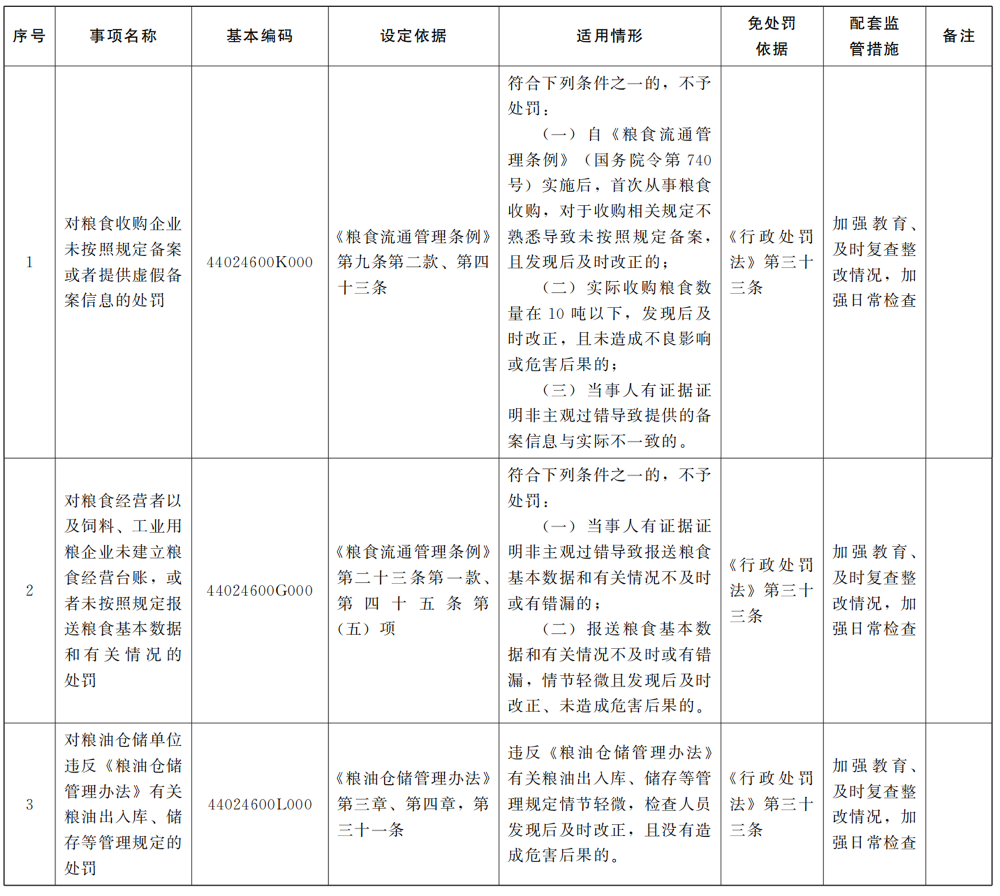 序号
事项名称
基本编码
设定依据
适用情形
免处罚
依据
配套监
管措施
备注
1
对粮食收购企业
未按照规定备案
或者提供虚假备
案信息的处罚
44024600K000
《粮食流通管理条例》
第九条第二款、第四
十三条
符合下列条件之一的，不予
处罚：
（一）自《粮食流通管
理条例》（国务院令第 740
号）实施后，首次从事粮食
收购，对于收购相关规定不
熟悉导致未按照规定备案，
且发现后及时改正的；
（二）实际收购粮食数
量在 10 吨以下，发现后及
时改正，且未造成不良影响
或危害后果的；
（三）当事人有证据证
明非主观过错导致提供的备
案信息与实际不一致的。
《行政处罚
法》第三十
三条
加强教育、
及时复查整
改情况，加
强日常检查
2
对粮食经营者以
及饲料、工业用
粮企业未建立粮
食经营台账，或
者未按照规定报
送粮食基本数据
和有关情况的
处罚
44024600G000
《粮食流通管理条例》
第二十三条第一款、
第四十五条第
（五）项
符合下列条件之一的，不予
处罚：
（一）当事人有证据证
明非主观过错导致报送粮食
基本数据和有关情况不及时
或有错漏的；
（二）报送粮食基本数
据和有关情况不及时或有错
漏，情节轻微且发现后及时
改正、未造成危害后果的。
《行政处罚
法》第三十
三条
加强教育、
及时复查整
改情况，加
强日常检查
3
对粮油仓储单位
违反《粮油仓储
管理办法》有关
粮油出入库、储
存等管理规定的
处罚
44024600L000
《粮油仓储管理办法》
第三章、第四章，第
三十一条
违反《粮油仓储管理办法》
有关粮油出入库、储存等管
理规定情节轻微，检查人员
发现后及时改正，且没有造
成危害后果的。
《行政处罚
法》第三十
三条
加强教育、
及时复查整
改情况，加
强日常检查